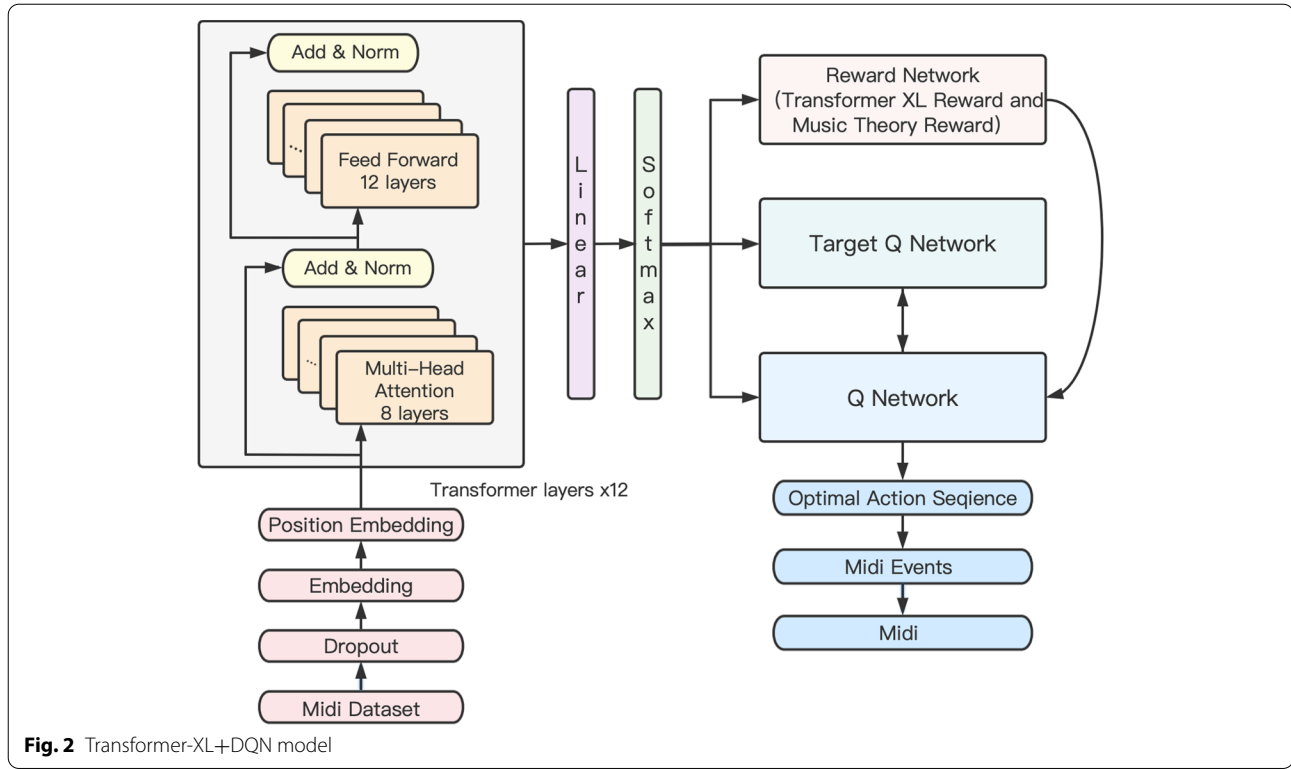 Add & Norm
...
Feed Forward
12 layers
Add & Norm
...
Multi-Head
Attention
8 layers
Transformer layers x12
Position Embedding
Embedding
Dropout
Midi Dataset
Linear
Softmax
Reward Network
(Transformer XL Reward and
Music Theory Reward)
Target Q Network
Q Network
Optimal Action Seqience
Midi Events
Midi
Fig. 2 Transformer-XL+DQN model